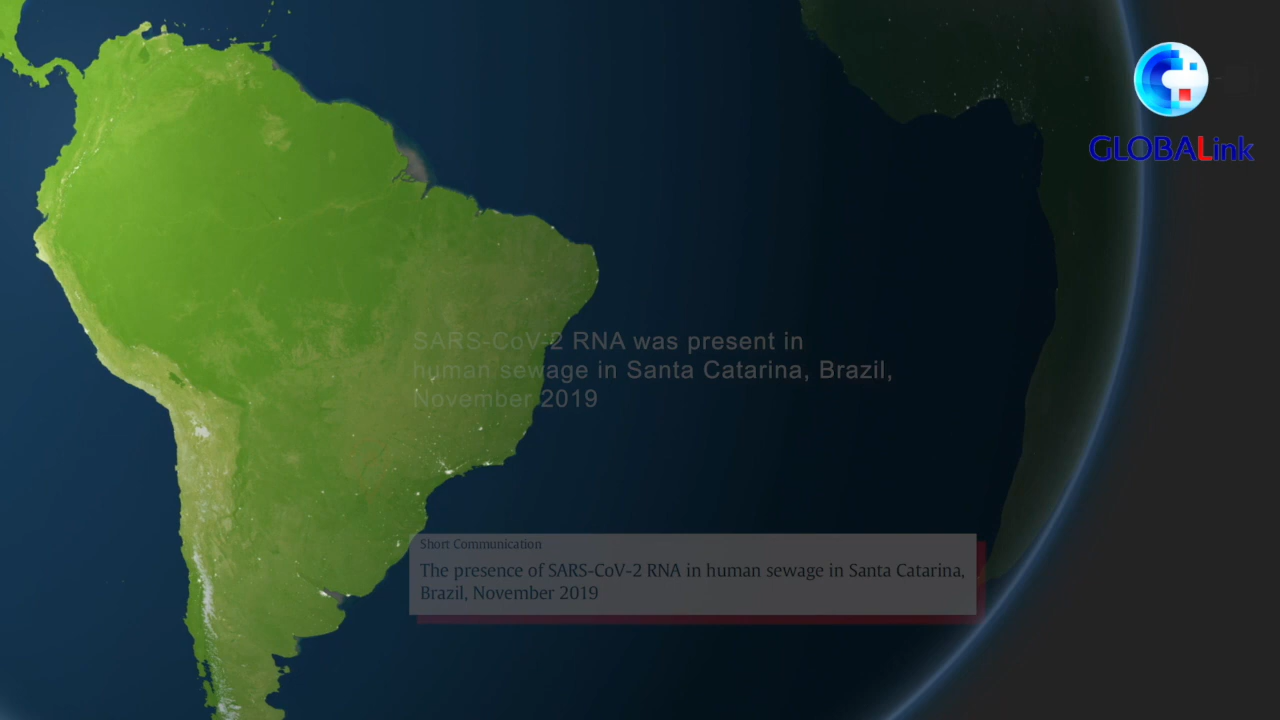 GLOBALink
SARS-CoV-2 RNA was present in
human sewage in Santa Catarina, Brazil,
November 2019
Short Communication
The presence of SARS-CoV-2 RNA in human sewage in Santa Catarina,
Brazil, November 2019